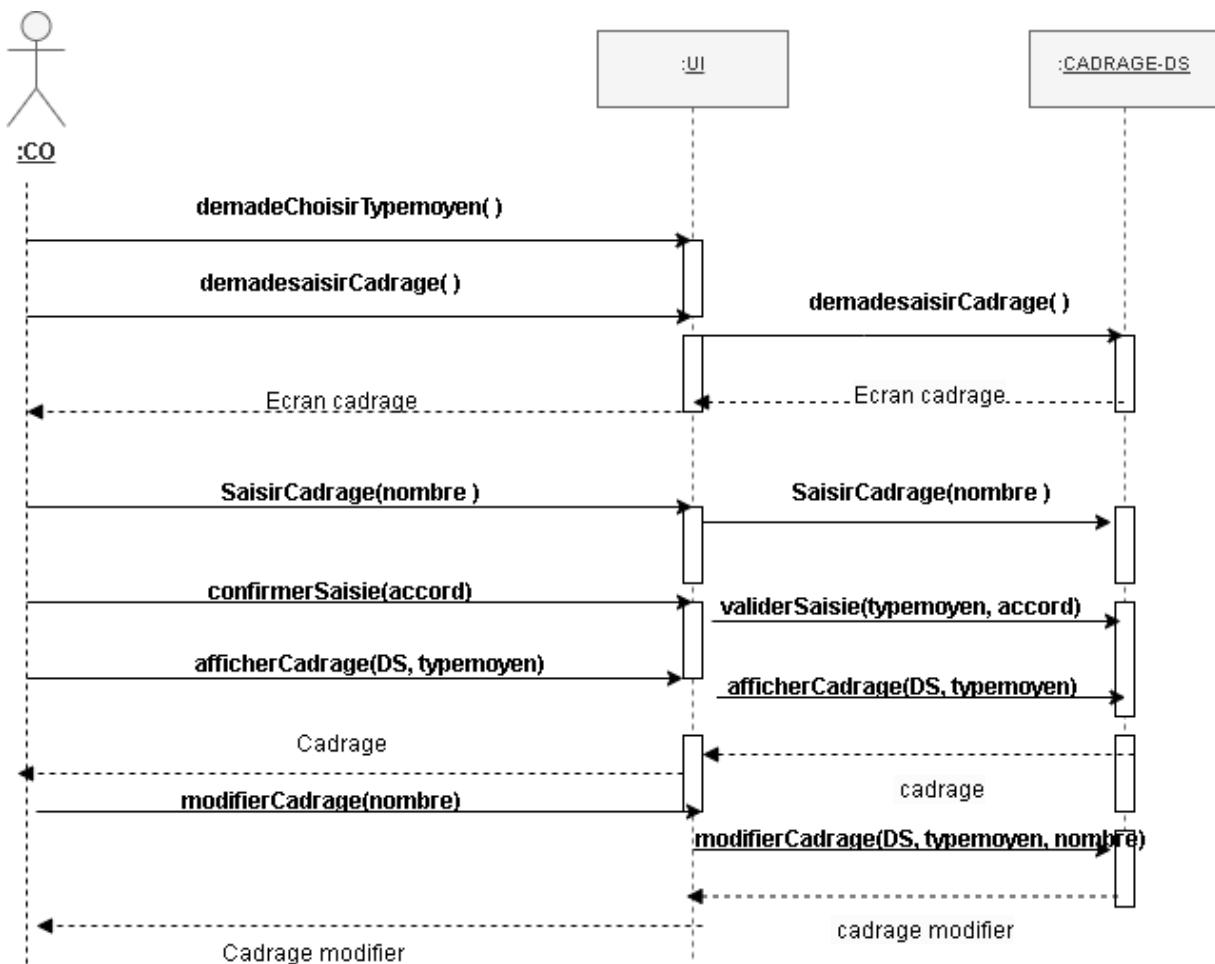 :UI
:CADRAGE-DS
:CO
demadeChoisirTypemoyen( )
demadesaisirCadrage( )
demadesaisirCadrage( )
Ecran cadrage
Ecran cadrage
SaisirCadrage(nombre )
SaisirCadrage(nombre )
confirmerSaisie(accord)
validerSaisie(typemoyen, accord)
afficherCadrage(DS, typemoyen)
afficherCadrage(DS, typemoyen)
Cadrage
cadrage
modifierCadrage(nombre)
modifierCadrage(DS, typemoyen, nombre)
cadrage modifier
Cadrage modifier